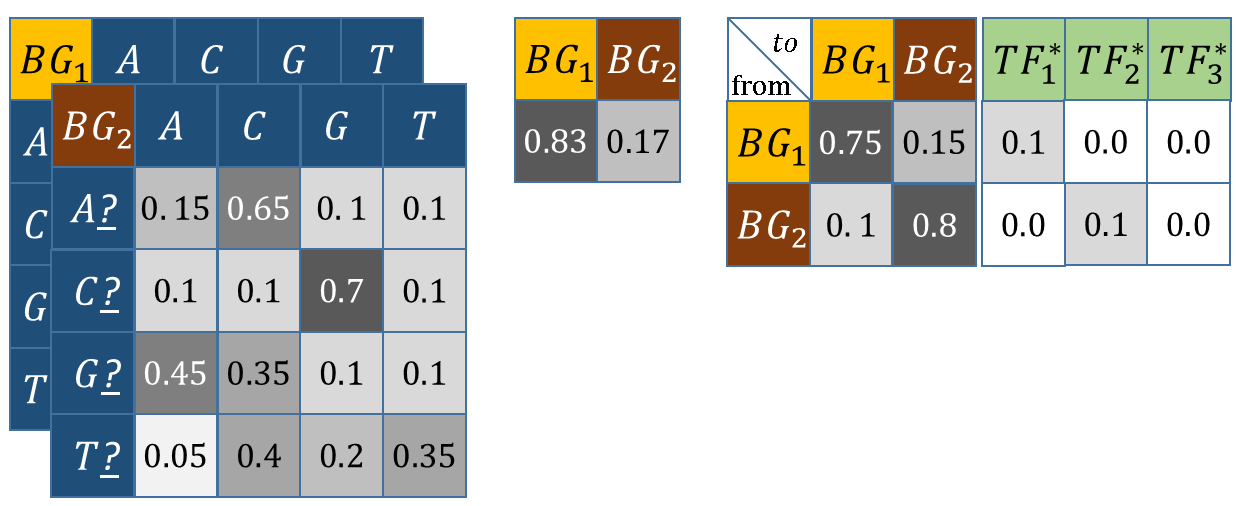 BG₁ A C G T
A
C
G
T
BG₂ A C G T
A? 0.15 0.65 0.1 0.1
C? 0.1 0.1 0.7 0.1
G? 0.45 0.35 0.1 0.1
T? 0.05 0.4 0.2 0.35
BG₁ BG₂
0.83 0.17
to
from
BG₁ BG₂ TF₁* TF₂* TF₃*
BG₁ 0.75 0.15 0.1 0.0 0.0
BG₂ 0.1 0.8 0.0 0.1 0.0